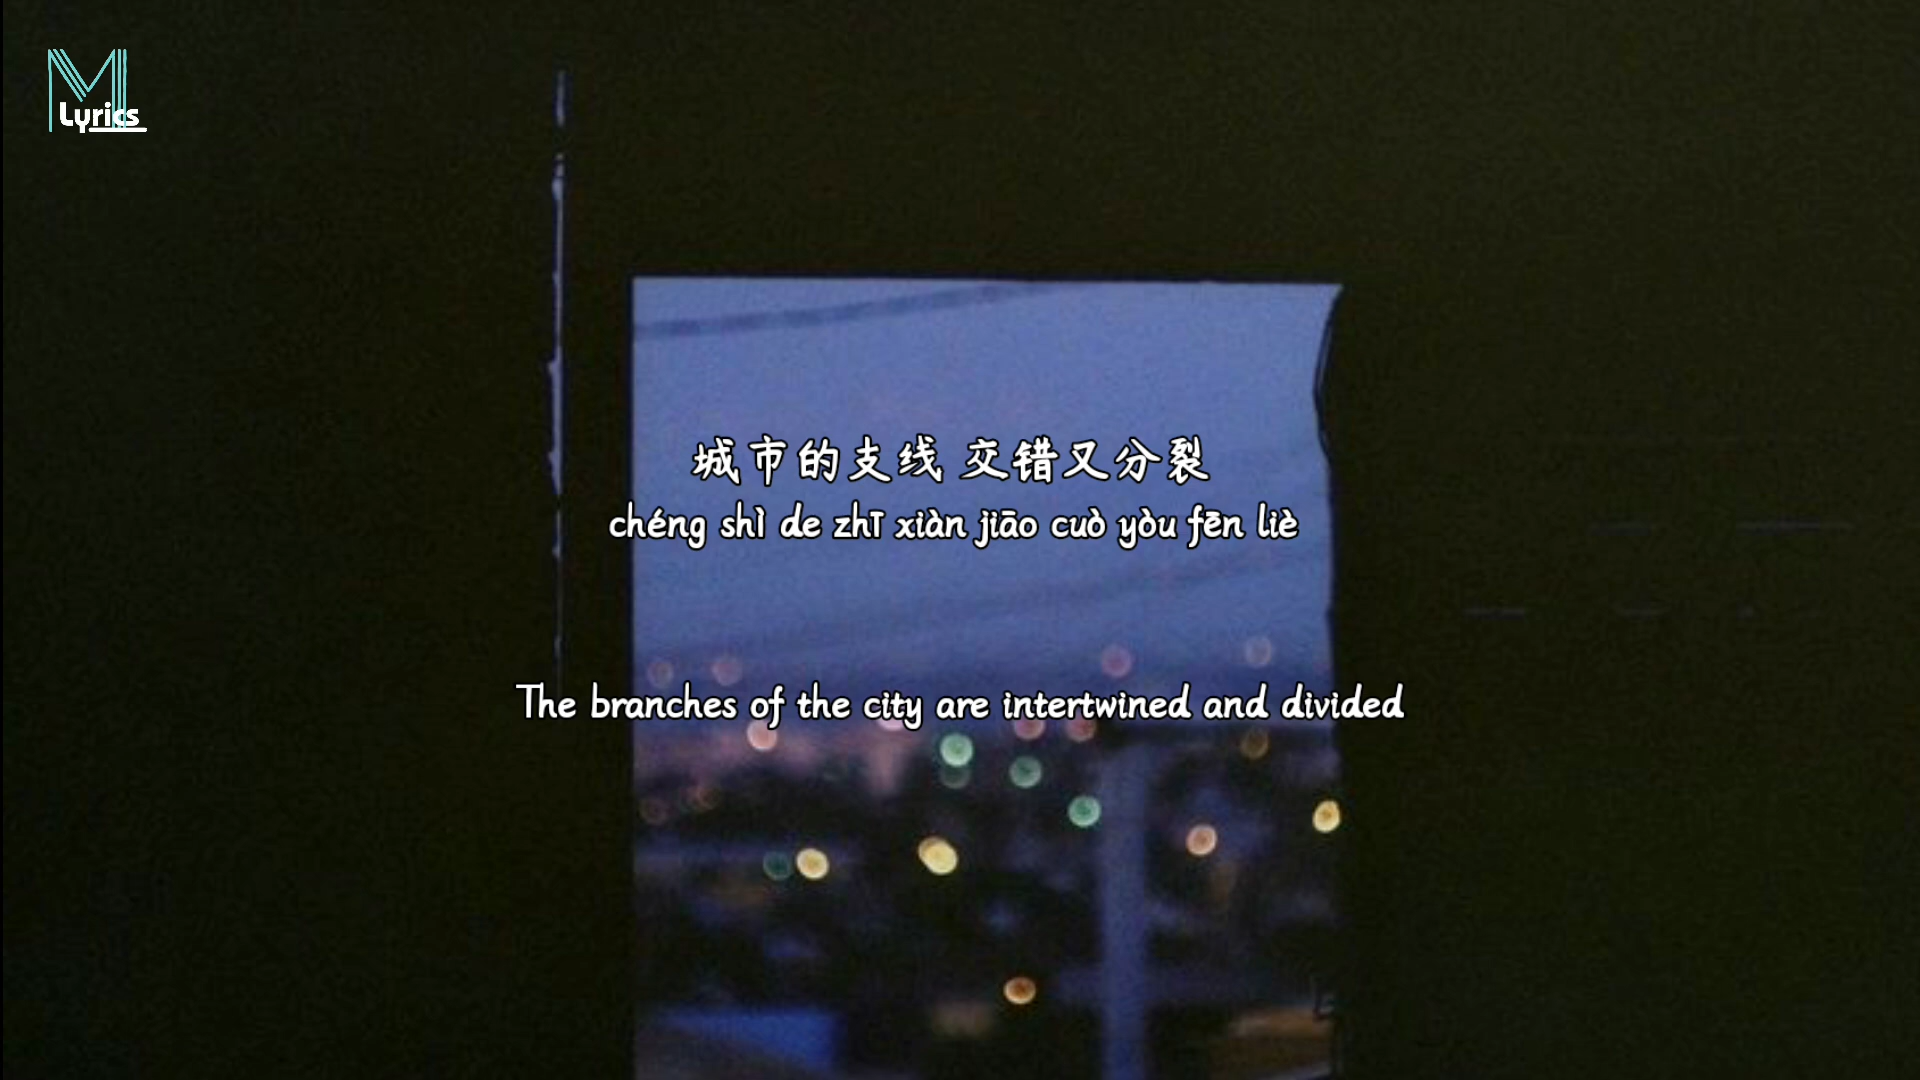 M
Lyrics
城市的支线 交错又分裂
chéng shì de zhī xiàn jiāo cuò yòu fēn liè
The branches of the city are intertwined and divided